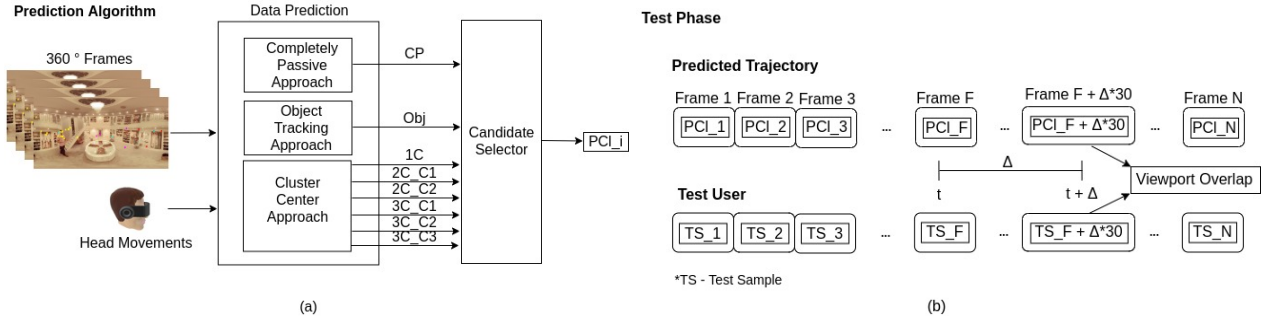 Prediction Algorithm
360 ° Frames
Head Movements
Data Prediction
Completely
Passive
Approach
Object
Tracking
Approach
Cluster
Center
Approach
CP
Obj
1C
2C_C1
2C_C2
3C_C1
3C_C2
3C_C3
Candidate
Selector
PCI_i
(a)
Test Phase
Predicted Trajectory
Frame 1 Frame 2 Frame 3 Frame F Frame F + Δ*30 Frame N
PCI_1 PCI_2 PCI_3 ... PCI_F ... PCI_F + Δ*30 ... PCI_N
Δ
Viewport Overlap
t t + Δ
Test User
TS_1 TS_2 TS_3 ... TS_F ... TS_F + Δ*30 ... TS_N
*TS - Test Sample
(b)